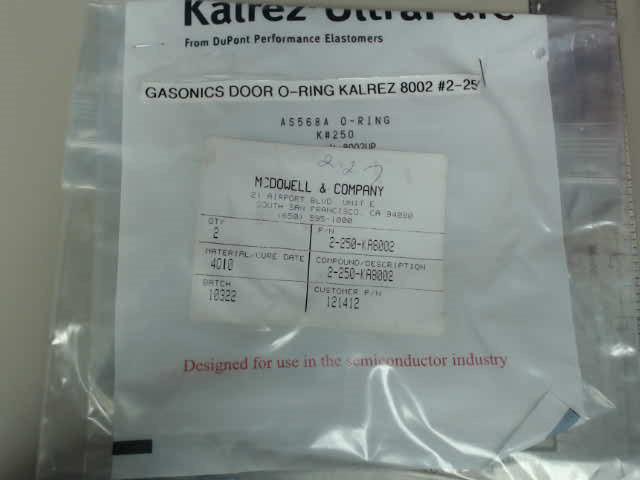 Kalrez UltraPure
From DuPont Performance Elastomers
GASONICS DOOR O-RING KALREZ 8002 #2-25
AS568A O-RING
K#250
8002UP
MCDOWELL & COMPANY
21 AIRPORT BLVD UNIT E
SOUTH SAN FRANCISCO, CA 94080
(650) 595-1000
QTY
2
P/N
2-250-KA8002
MATERIAL/CURE DATE
4Q10
COMPOUND/DESCRIPTION
2-250-KA8002
BATCH
10322
CUSTOMER P/N
121412
Designed for use in the semiconductor industry